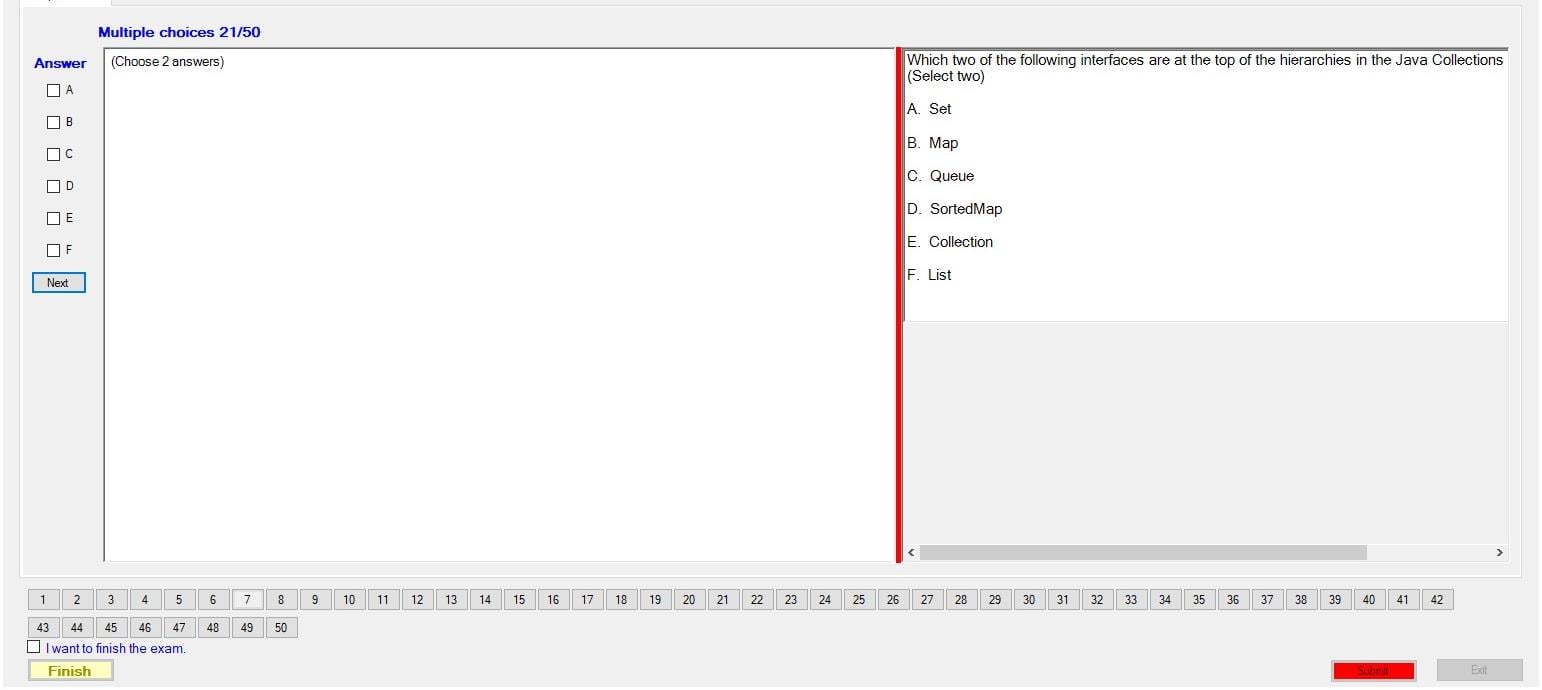 Multiple choices 21/50
Answer
(Choose 2 answers)
A
B
C
D
E
F
Next
Which two of the following interfaces are at the top of the hierarchies in the Java Collections
(Select two)
A. Set
B. Map
C. Queue
D. SortedMap
E. Collection
F. List
1 2 3 4 5 6 7 8 9 10 11 12 13 14 15 16 17 18 19 20 21 22 23 24 25 26 27 28 29 30 31 32 33 34 35 36 37 38 39 40 41 42
43 44 45 46 47 48 49 50
I want to finish the exam.
Finish
Submit
Exit